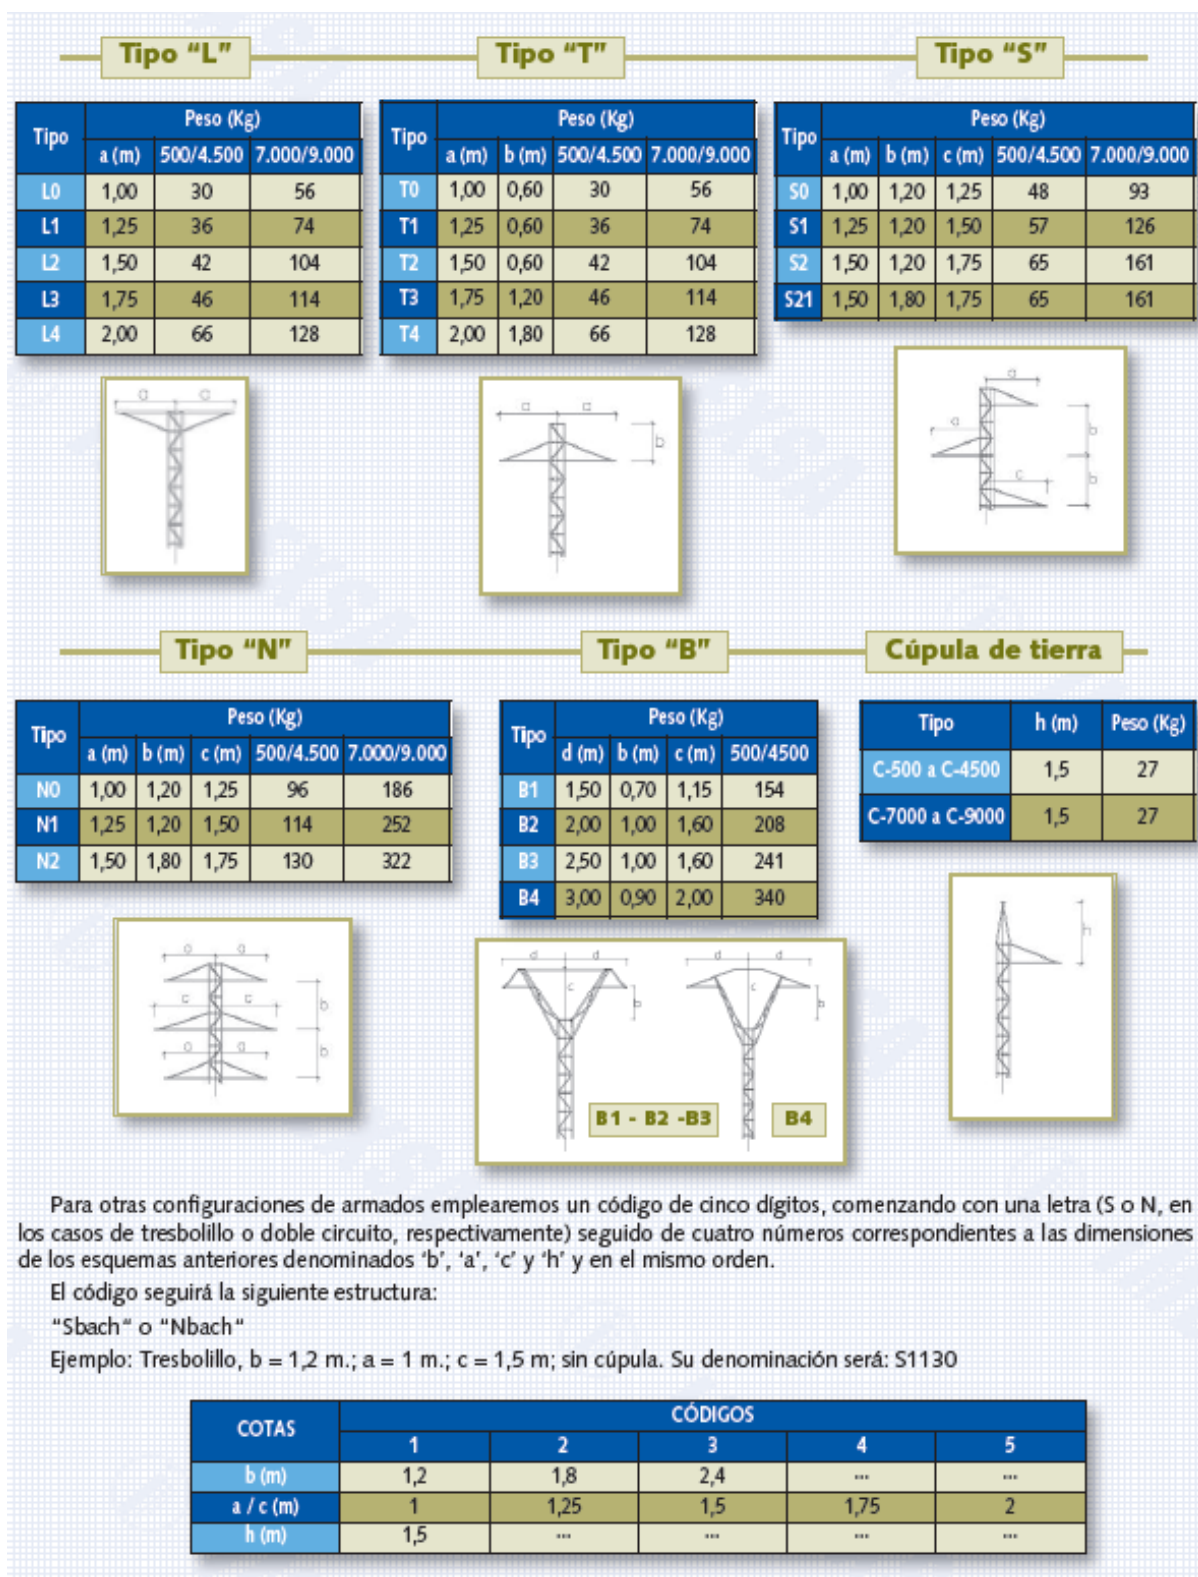 Tipo “L”
Tipo “T”
Tipo “S”
Tipo Peso (Kg)
a (m) 500/4.500 7.000/9.000
L0 1,00 30 56
L1 1,25 36 74
L2 1,50 42 104
L3 1,75 46 114
L4 2,00 66 128
Tipo Peso (Kg)
a (m) b (m) 500/4.500 7.000/9.000
T0 1,00 0,60 30 56
T1 1,25 0,60 36 74
T2 1,50 0,60 42 104
T3 1,75 1,20 46 114
T4 2,00 1,80 66 128
Tipo Peso (Kg)
a (m) b (m) c (m) 500/4.500 7.000/9.000
S0 1,00 1,20 1,25 48 93
S1 1,25 1,20 1,50 57 126
S2 1,50 1,20 1,75 65 161
S21 1,50 1,80 1,75 65 161
a a
a a
b
a
a
b
c
b
Tipo “N”
Tipo “B”
Cúpula de tierra
Tipo Peso (Kg)
a (m) b (m) c (m) 500/4.500 7.000/9.000
N0 1,00 1,20 1,25 96 186
N1 1,25 1,20 1,50 114 252
N2 1,50 1,80 1,75 130 322
Tipo Peso (Kg)
d (m) b (m) c (m) 500/4500
B1 1,50 0,70 1,15 154
B2 2,00 1,00 1,60 208
B3 2,50 1,00 1,60 241
B4 3,00 0,90 2,00 340
Tipo h (m) Peso (Kg)
C-500 a C-4500 1,5 27
C-7000 a C-9000 1,5 27
a a
c c
b
a a
b
d d
c
b
d d
c
b
B1 - B2 -B3
B4
h
Para otras configuraciones de armados emplearemos un código de cinco dígitos, comenzando con una letra (S o N, en
los casos de tresbolillo o doble circuito, respectivamente) seguido de cuatro números correspondientes a las dimensiones
de los esquemas anteriores denominados ‘b’, ‘a’, ‘c’ y ‘h’ y en el mismo orden.
El código seguirá la siguiente estructura:
“Sbach“ o “Nbach“
Ejemplo: Tresbolillo, b = 1,2 m.; a = 1 m.; c = 1,5 m; sin cúpula. Su denominación será: S1130
COTAS CÓDIGOS
1 2 3 4 5
b (m) 1,2 1,8 2,4 ... ...
a / c (m) 1 1,25 1,5 1,75 2
h (m) 1,5 ... ... ... ...